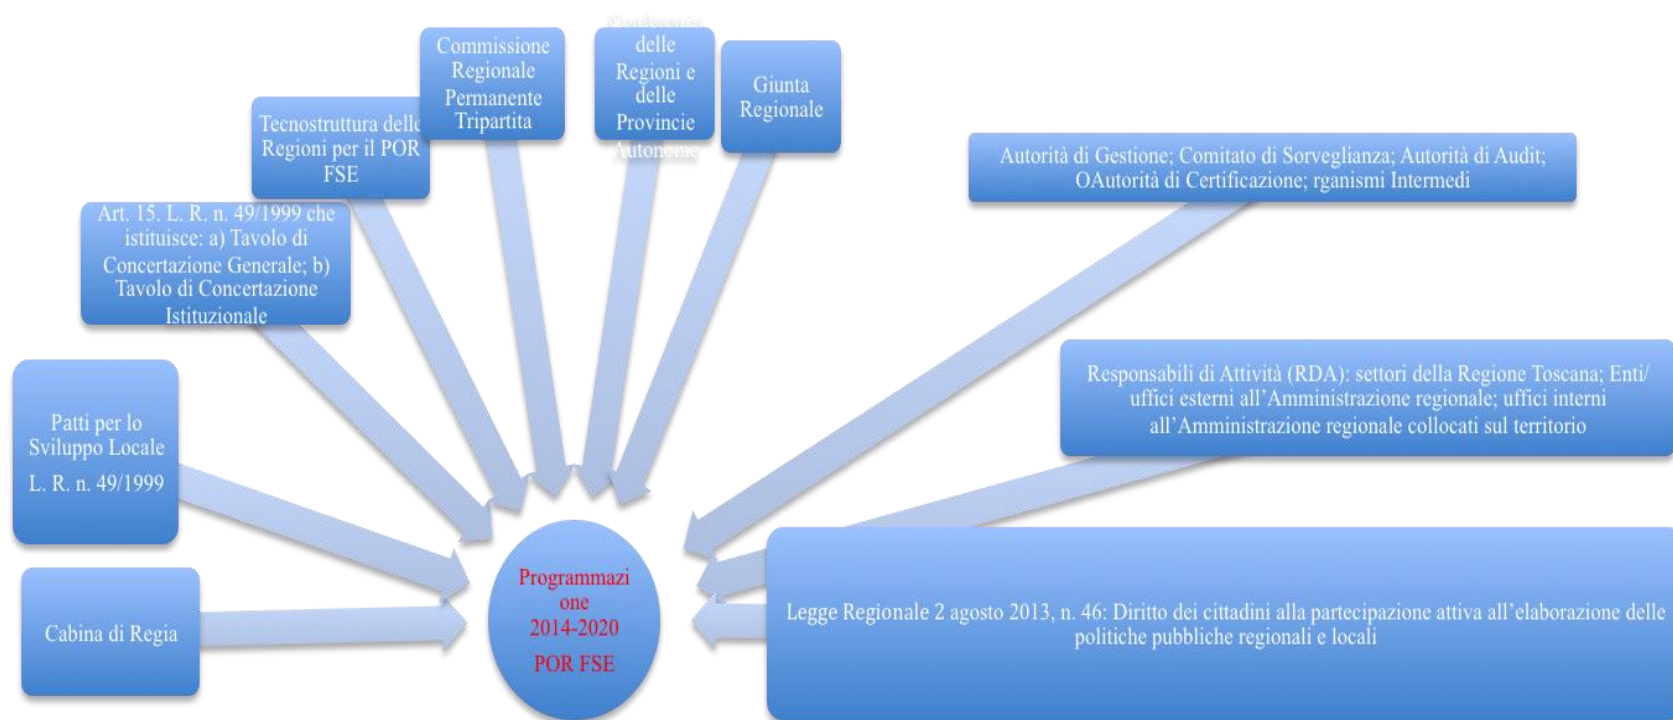 Cabina di Regia
Patti per lo
Sviluppo Locale
L. R. n. 49/1999
Art. 15. L. R. n. 49/1999 che
istituisce: a) Tavolo di
Concertazione Generale; b)
Tavolo di Concertazione
Istituzionale
Tecnostruttura delle
Regioni per il POR
FSE
Commissione
Regionale
Permanente
Tripartita
Conferenza
delle
Regioni e
delle
Provincie
Autonome
Giunta
Regionale
Autorità di Gestione; Comitato di Sorveglianza; Autorità di Audit;
OAutorità di Certificazione; rganismi Intermedi
Responsabili di Attività (RDA): settori della Regione Toscana; Enti/
uffici esterni all’Amministrazione regionale; uffici interni
all’Amministrazione regionale collocati sul territorio
Legge Regionale 2 agosto 2013, n. 46: Diritto dei cittadini alla partecipazione attiva all’elaborazione delle
politiche pubbliche regionali e locali
Programmazi
one
2014-2020
POR FSE